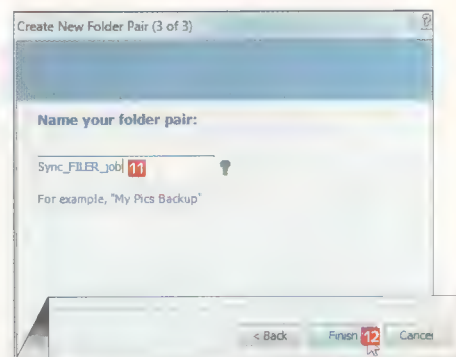 Create New Folder Pair (3 of 3)
Name your folder pair:
Sync_FILER_job 11
For example, "My Pics Backup"
< Back Finish 12 Cancel